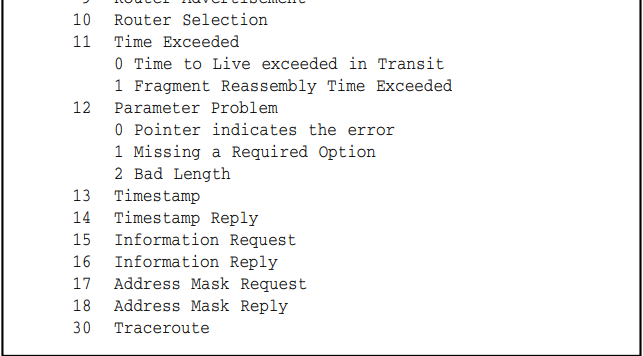 9 Router Advertisement
10 Router Selection
11 Time Exceeded
0 Time to Live exceeded in Transit
1 Fragment Reassembly Time Exceeded
12 Parameter Problem
0 Pointer indicates the error
1 Missing a Required Option
2 Bad Length
13 Timestamp
14 Timestamp Reply
15 Information Request
16 Information Reply
17 Address Mask Request
18 Address Mask Reply
30 Traceroute